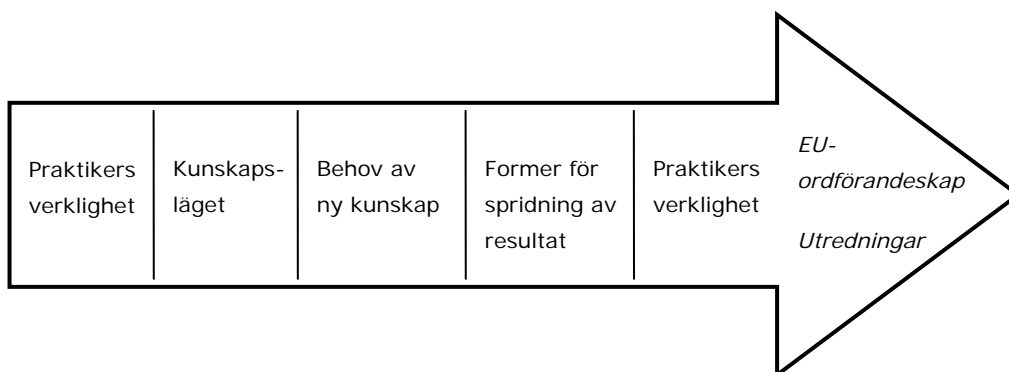 Praktikers
verklighet
Kunskaps-
läget
Behov av
ny kunskap
Former för
spridning av
resultat
Praktikers
verklighet
EU-
ordförandeskap
Utredningar